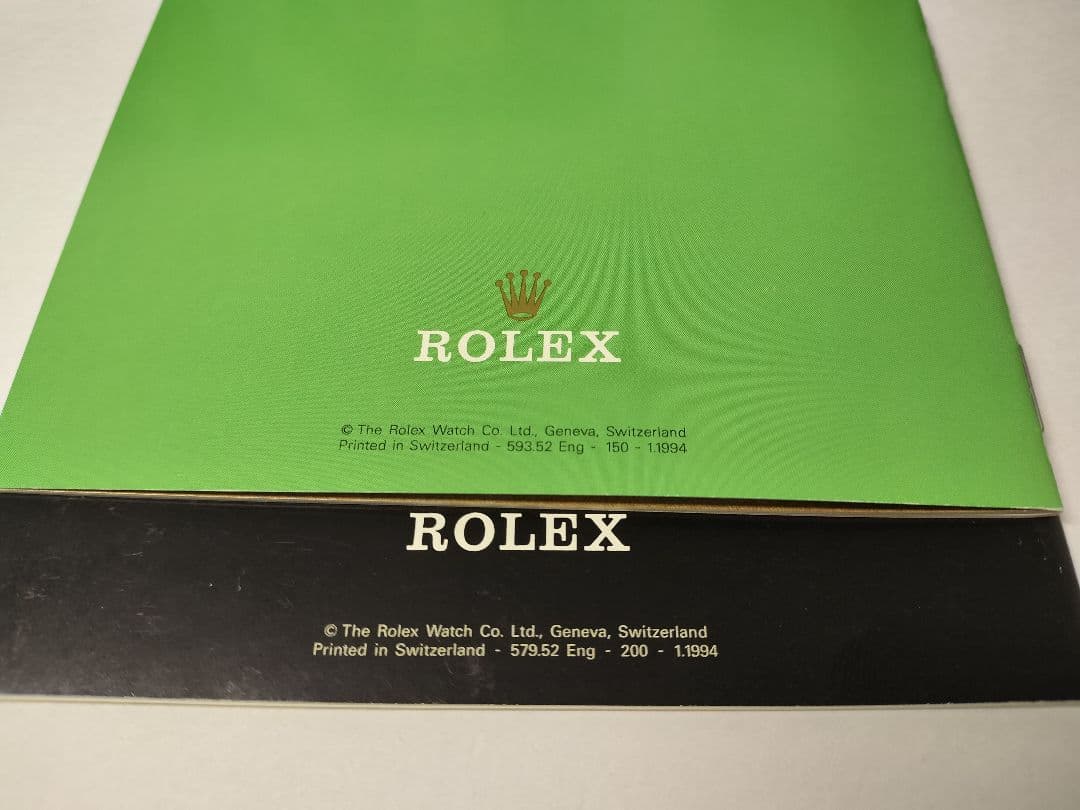 ROLEX
© The Rolex Watch Co. Ltd., Geneva, Switzerland
Printed in Switzerland - 593.52 Eng - 150 - 1.1994
ROLEX
© The Rolex Watch Co. Ltd., Geneva, Switzerland
Printed in Switzerland - 579.52 Eng - 200 - 1.1994